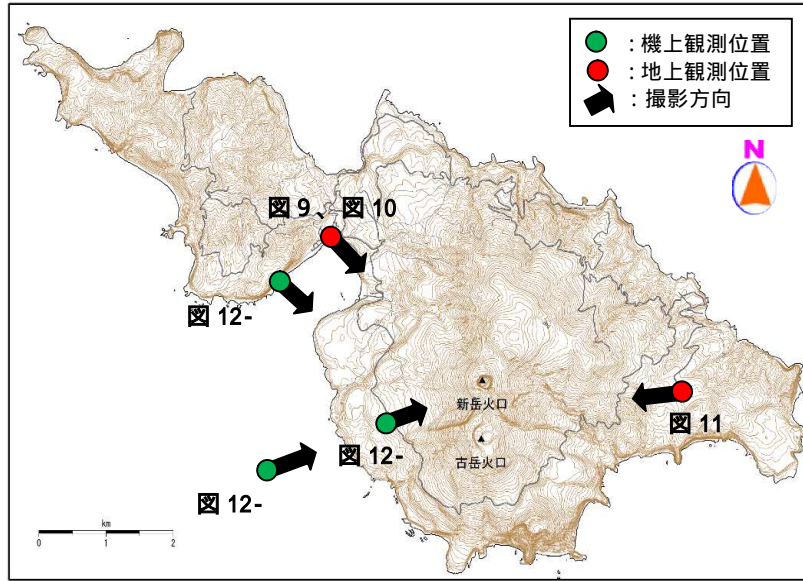 ：機上観測位置
：地上観測位置
：撮影方向
N
図 9 、 図 10
図 12-
新岳火口
図 11
図 12-
古岳火口
図 12-
km
0 1 2